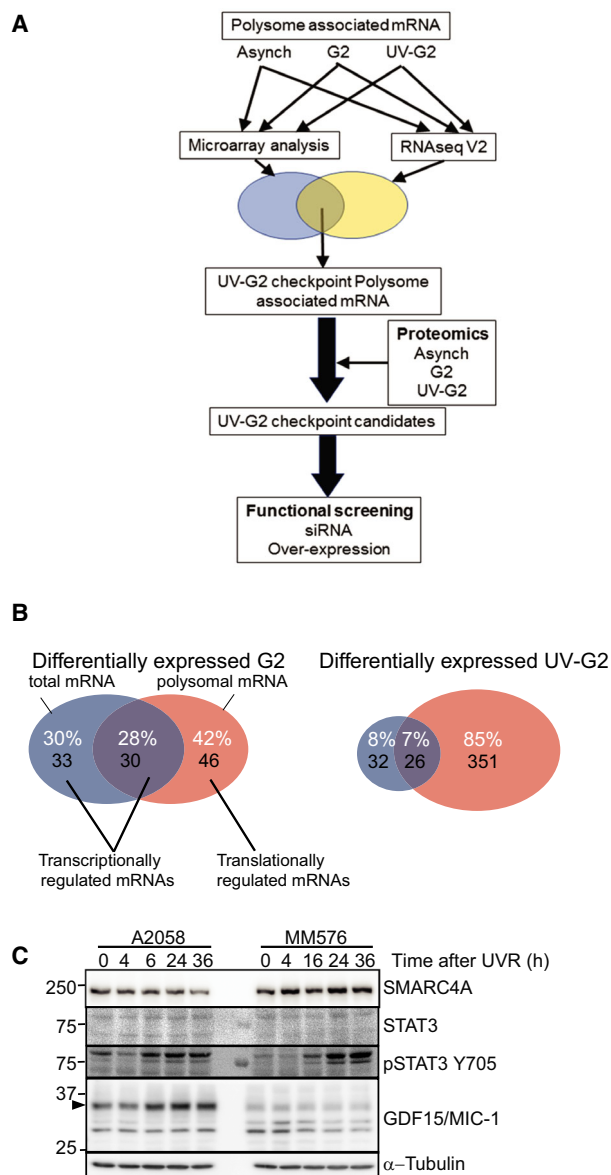 A
Polysome associated mRNA
Asynch G2 UV-G2
Microarray analysis
RNAseq V2
UV-G2 checkpoint Polysome
associated mRNA
Proteomics
Asynch
G2
UV-G2
UV-G2 checkpoint candidates
Functional screening
siRNA
Over-expression
B
Differentially expressed G2
total mRNA
polysomal mRNA
30%
33
28%
30
42%
46
Transcriptionally
regulated mRNAs
Translationally
regulated mRNAs
Differentially expressed UV-G2
8%
32
7%
26
85%
351
C
A2058
MM576
0 4 6 24 36
0 4 16 24 36
Time after UVR (h)
250
SMARC4A
75
STAT3
75
pSTAT3 Y705
37
GDF15/MIC-1
25
α–Tubulin